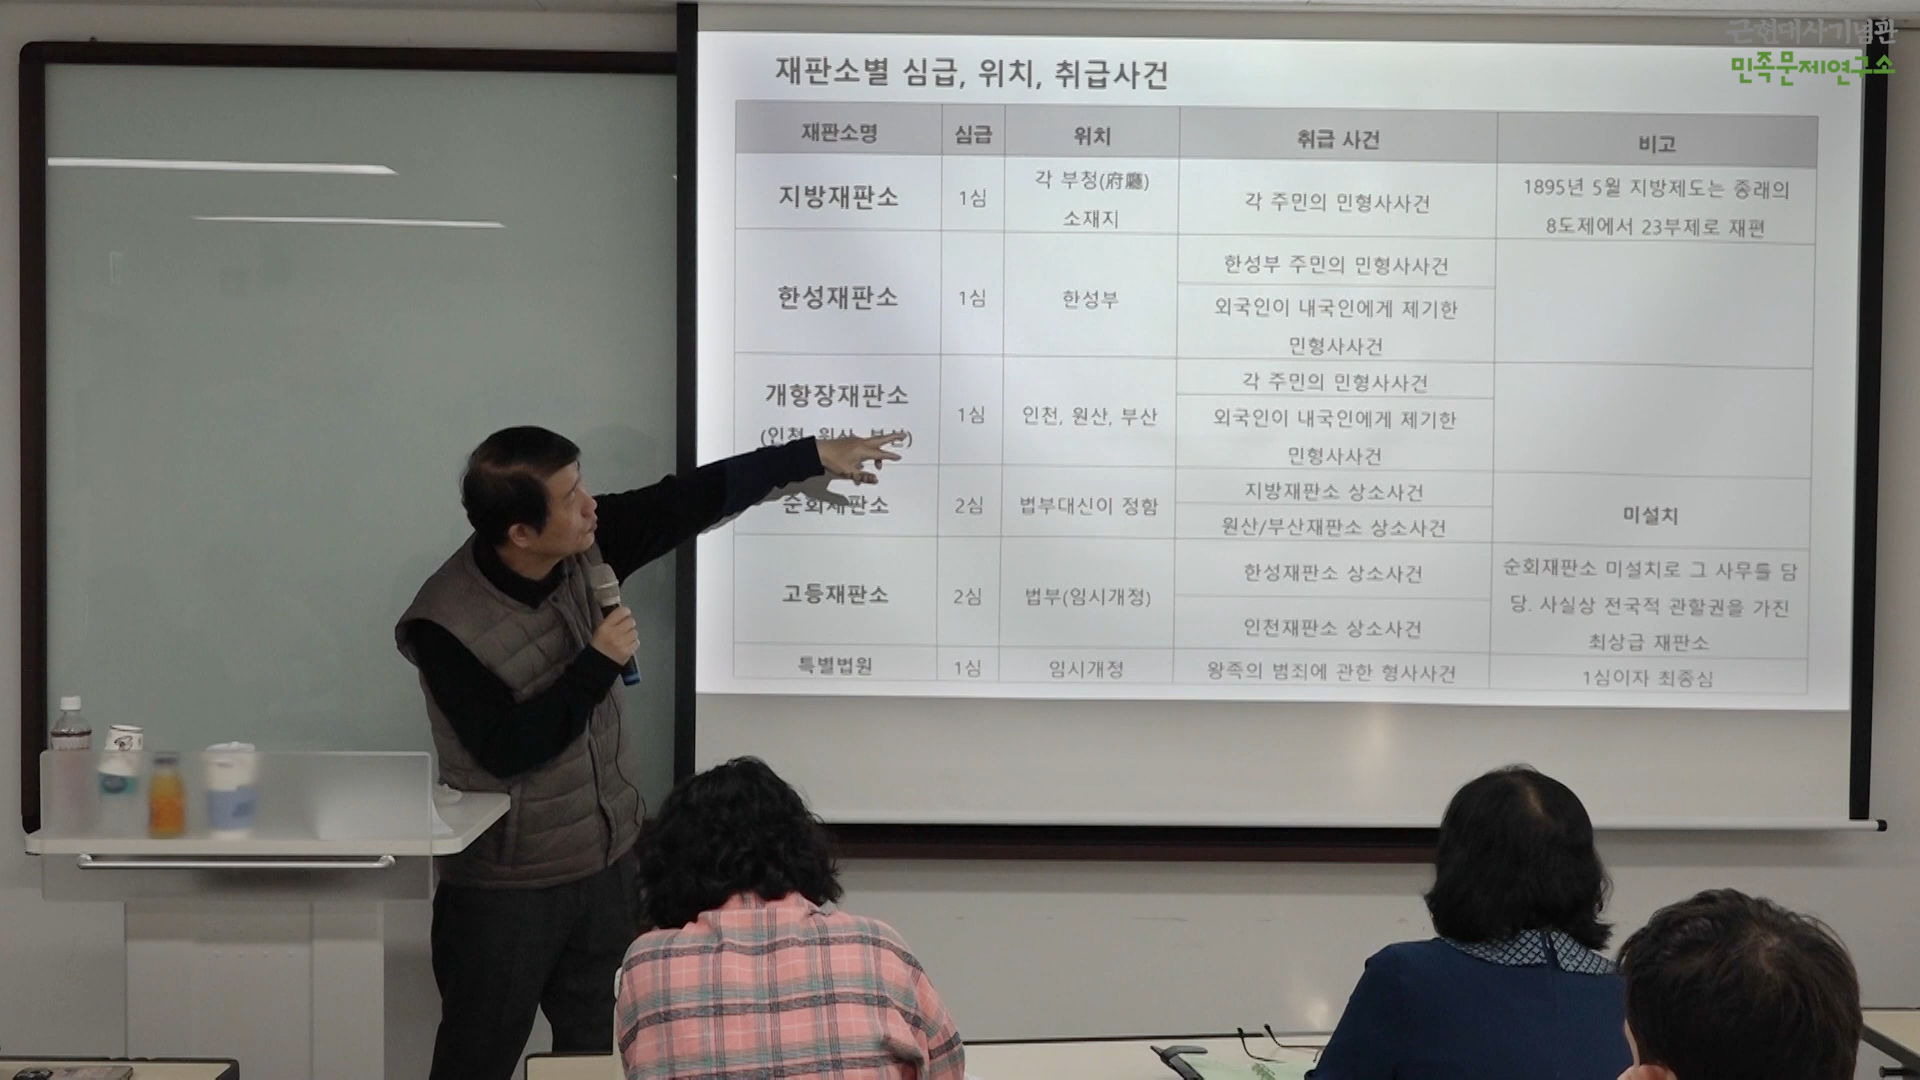 근현대사기념관
민족문제연구소
재판소별 심급, 위치, 취급사건
재판소명 심급 위치 취급 사건 비고
지방재판소 1심 각 부청(府廳) 소재지 각 주민의 민형사사건 1895년 5월 지방제도는 종래의
8도제에서 23부제로 재편
한성재판소 1심 한성부 한성부 주민의 민형사사건
외국인이 내국인에게 제기한
민형사사건
개항장재판소
(인천, 원산, 부산) 1심 인천, 원산, 부산 각 주민의 민형사사건
외국인이 내국인에게 제기한
민형사사건
순회재판소 2심 법부대신이 정함 지방재판소 상소사건
원산/부산재판소 상소사건 미설치
고등재판소 2심 법부(임시개정) 한성재판소 상소사건
인천재판소 상소사건 순회재판소 미설치로 그 사무를 담
당. 사실상 전국적 관할권을 가진
최상급 재판소
특별법원 1심 임시개정 왕족의 범죄에 관한 형사사건 1심이자 최종심